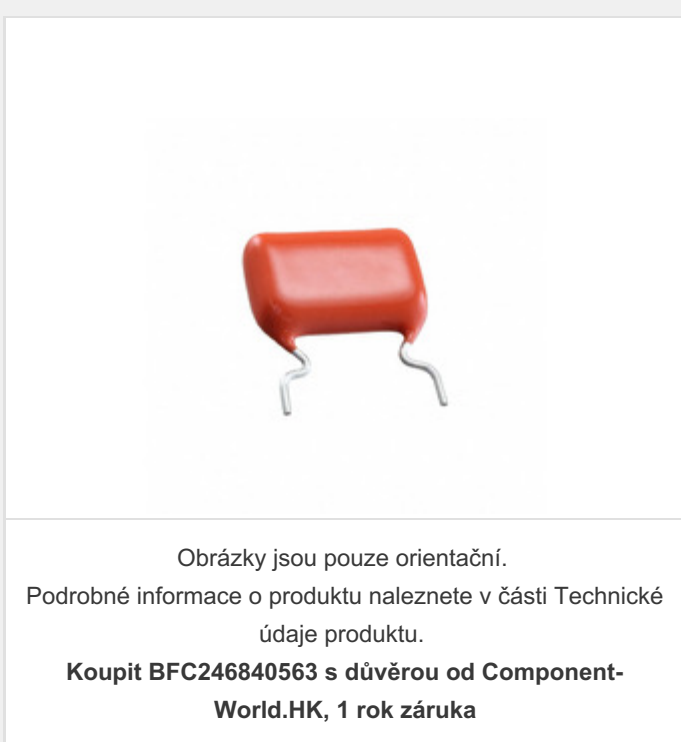 Obrázky jsou pouze orientační.
Podrobné informace o produktu naleznete v části Technické
údaje produktu.
Koupit BFC246840563 s důvěrou od Component-
World.HK, 1 rok záruka